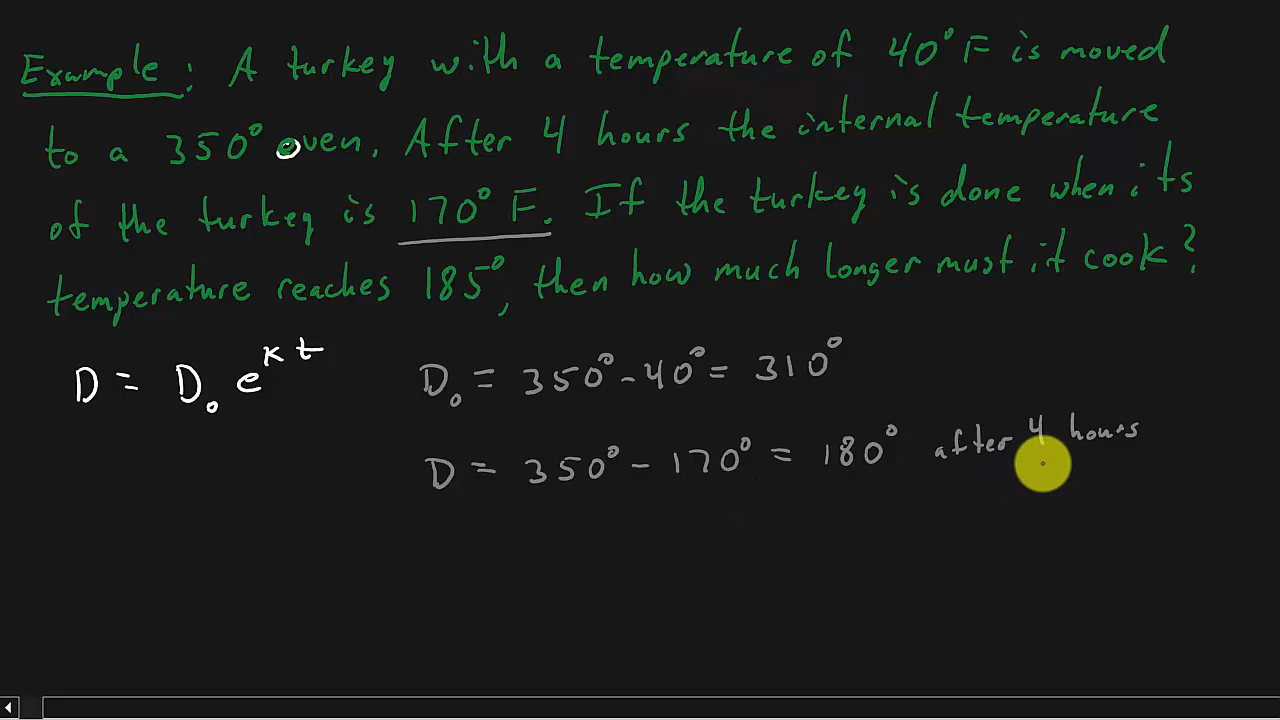 Example: A turkey with a temperature of 40° F is moved
to a 350° oven. After 4 hours the internal temperature
of the turkey is 170° F. If the turkey is done when its
temperature reaches 185°, then how much longer must it cook?
D = D₀ e^{kt}
D₀ = 350° - 40° = 310°
D = 350° - 170° = 180° after 4 hours